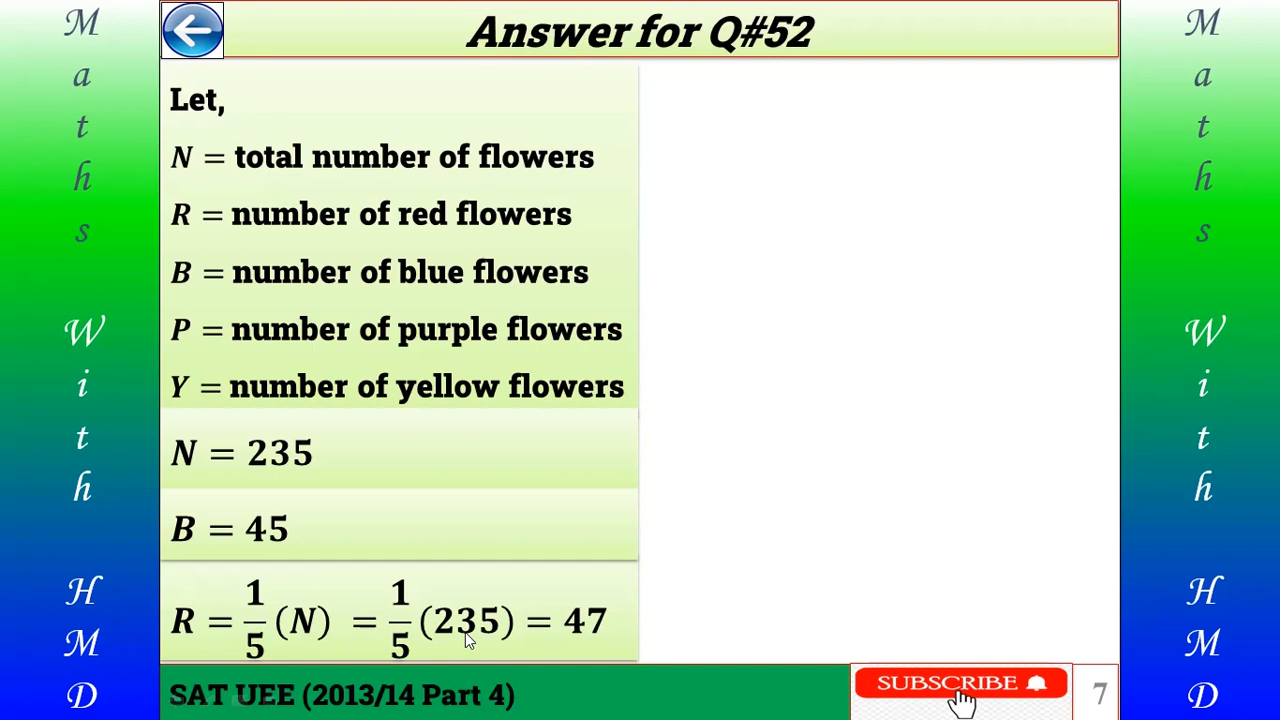 Answer for Q#52
Let,
N = total number of flowers
R = number of red flowers
B = number of blue flowers
P = number of purple flowers
Y = number of yellow flowers
N = 235
B = 45
R = 1/5 (N) = 1/5 (235) = 47
SAT UEE (2013/14 Part 4)
SUBSCRIBE
7
Maths With HMD
Maths With HMD